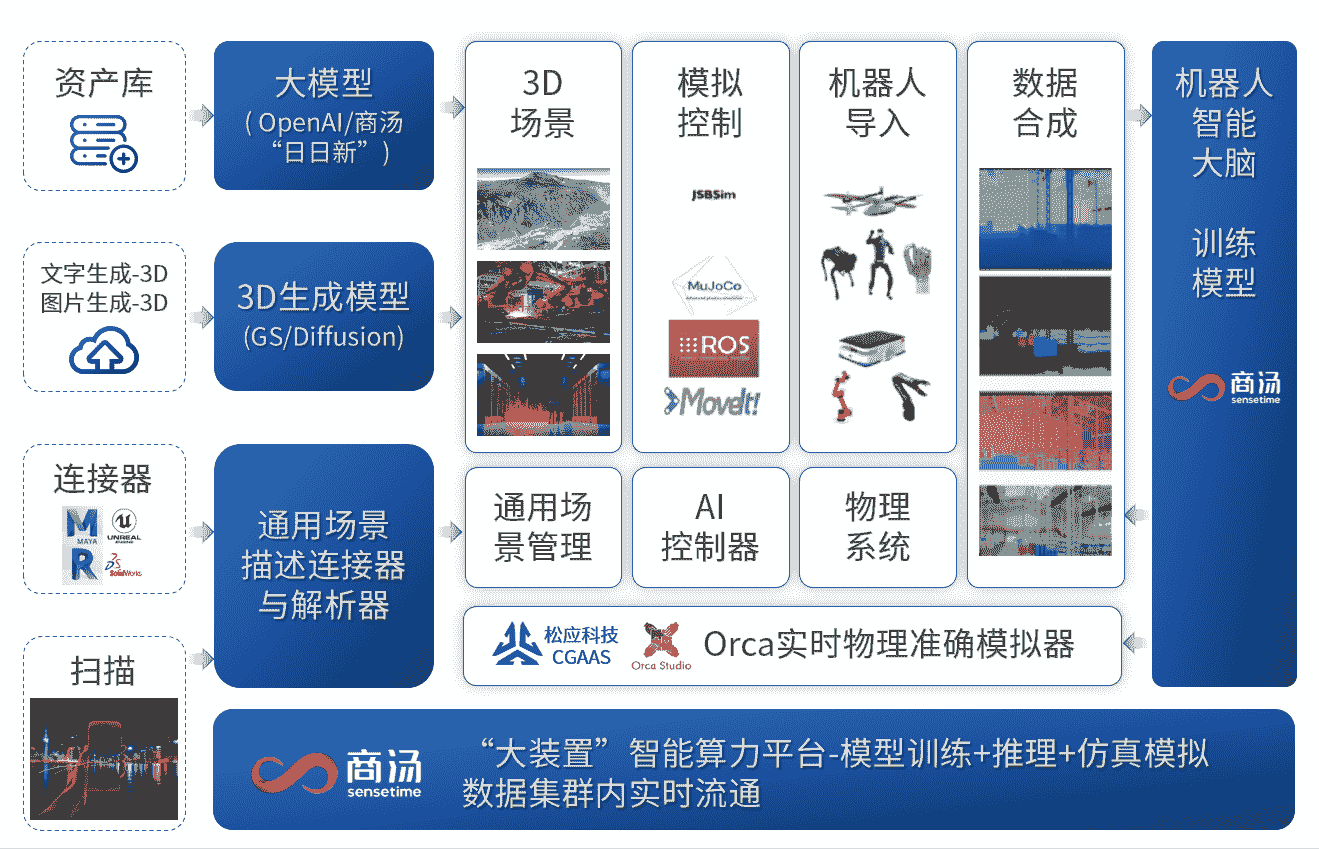 资产库
大模型
( OpenAI/商汤
“日日新”)
文字生成-3D
图片生成-3D
3D生成模型
(GS/Diffusion)
连接器
MAYA
UNREAL
R
SolidWorks
通用场景
描述连接器
与解析器
扫描
3D
场景
模拟
控制
JSBSim
MuJoCo
ROS
MoveIt!
机器人
导入
数据
合成
通用场
景管理
AI
控制器
物理
系统
松应科技
CGAAS
Orca Studio
Orca实时物理准确模拟器
机器人
智能
大脑
训练
模型
商汤
sensetime
商汤
sensetime
“大装置”智能算力平台-模型训练+推理+仿真模拟
数据集群内实时流通